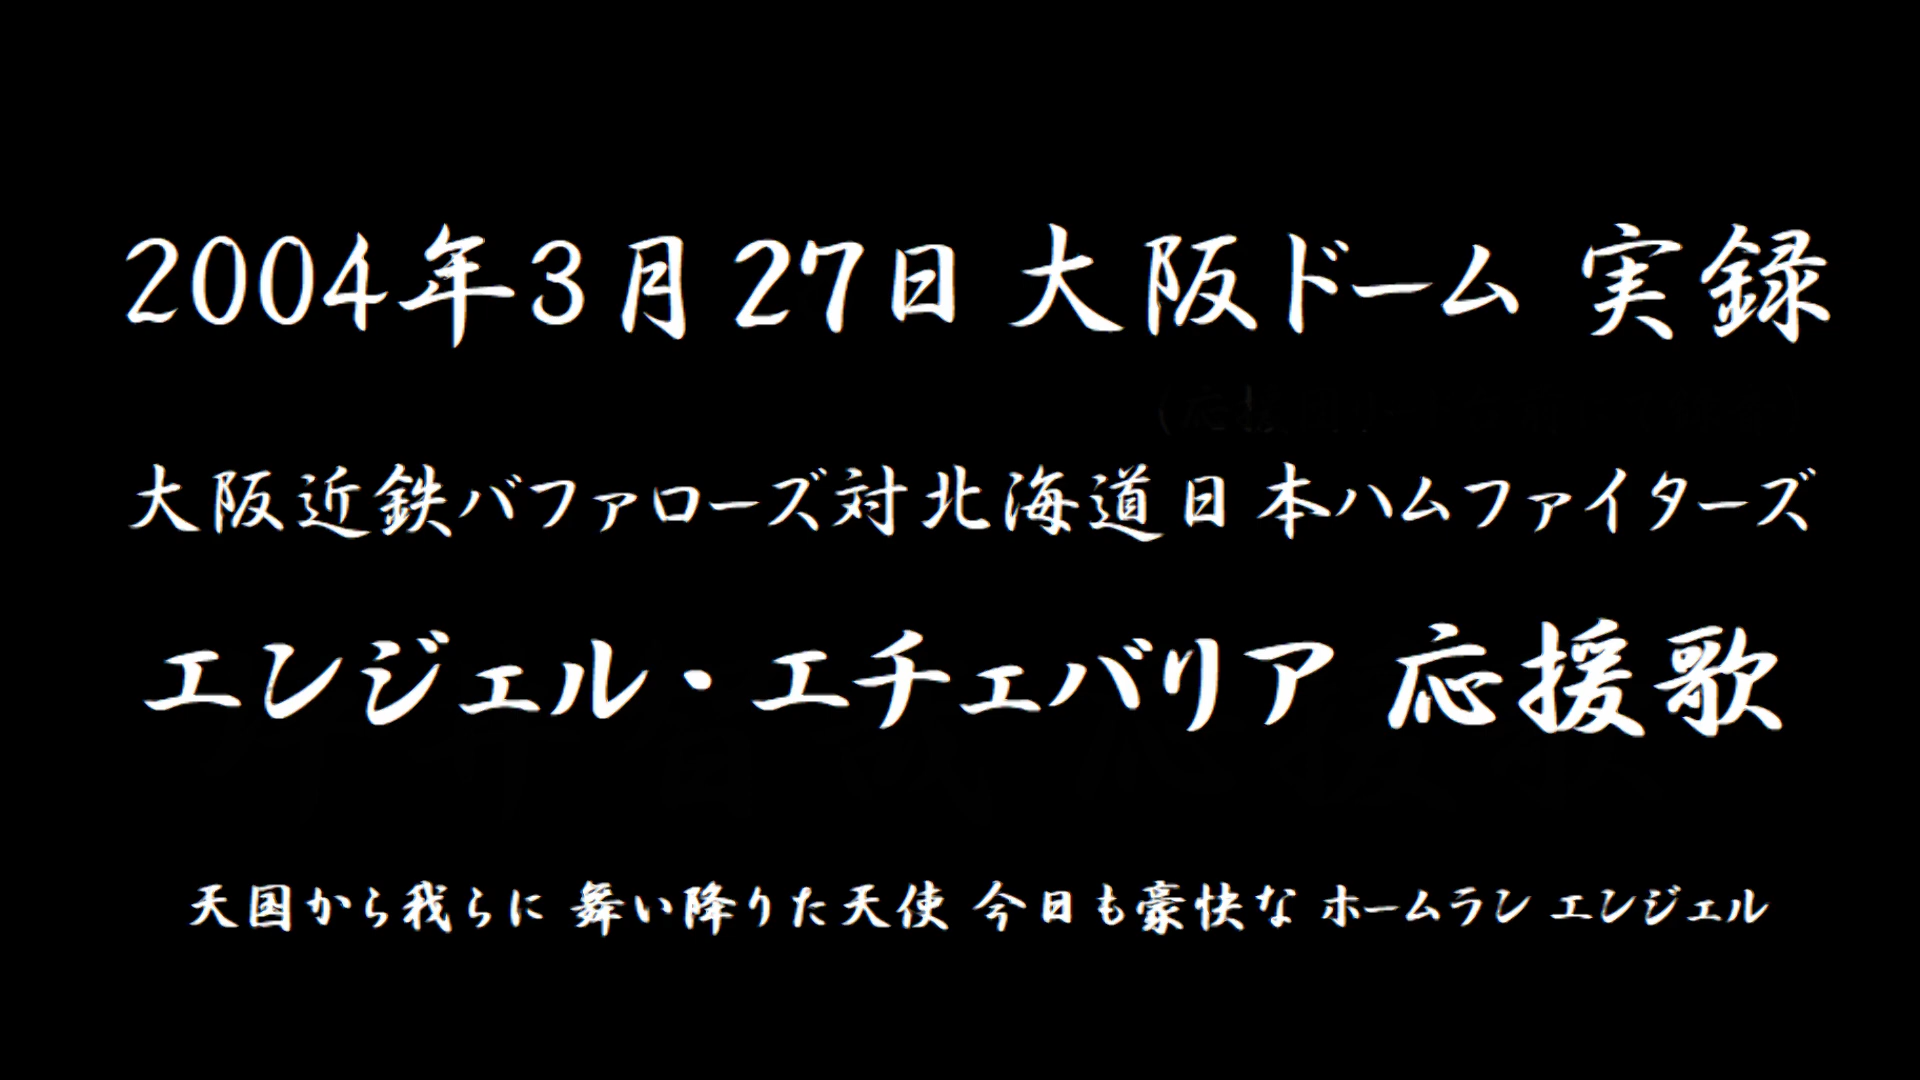 2004年3月27日 大阪ドーム 実録
大阪近鉄バファローズ対北海道日本ハムファイターズ
エンジェル・エチェバリア 応援歌
天国から我らに 舞い降りた天使 今日も豪快な ホームラン エンジェル